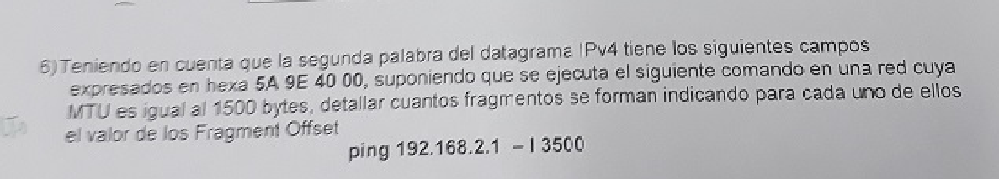 6)Teniendo en cuenta que la segunda palabra del datagrama IPv4 tiene los siguientes campos
expresados en hexa 5A 9E 40 00, suponiendo que se ejecuta el siguiente comando en una red cuya
MTU es igual al 1500 bytes, detallar cuantos fragmentos se forman indicando para cada uno de ellos
el valor de los Fragment Offset
ping 192.168.2.1 – l 3500